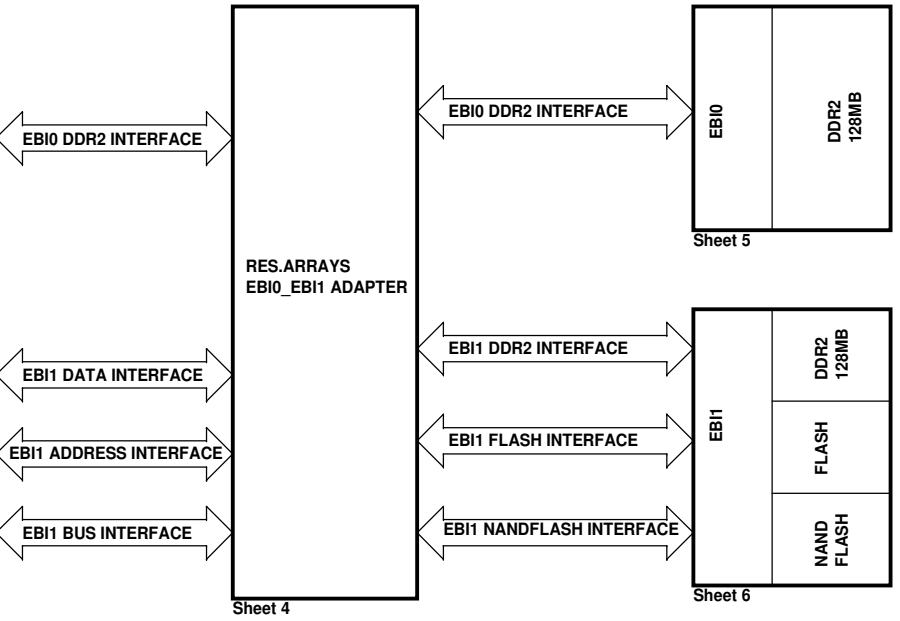 EBI0 DDR2 INTERFACE
EBI1 DATA INTERFACE
EBI1 ADDRESS INTERFACE
EBI1 BUS INTERFACE
RES.ARRAYS
EBI0_EBI1 ADAPTER
Sheet 4
EBI0 DDR2 INTERFACE
EBI1 DDR2 INTERFACE
EBI1 FLASH INTERFACE
EBI1 NANDFLASH INTERFACE
EBI0
DDR2
128MB
Sheet 5
EBI1
DDR2
128MB
FLASH
NAND
FLASH
Sheet 6